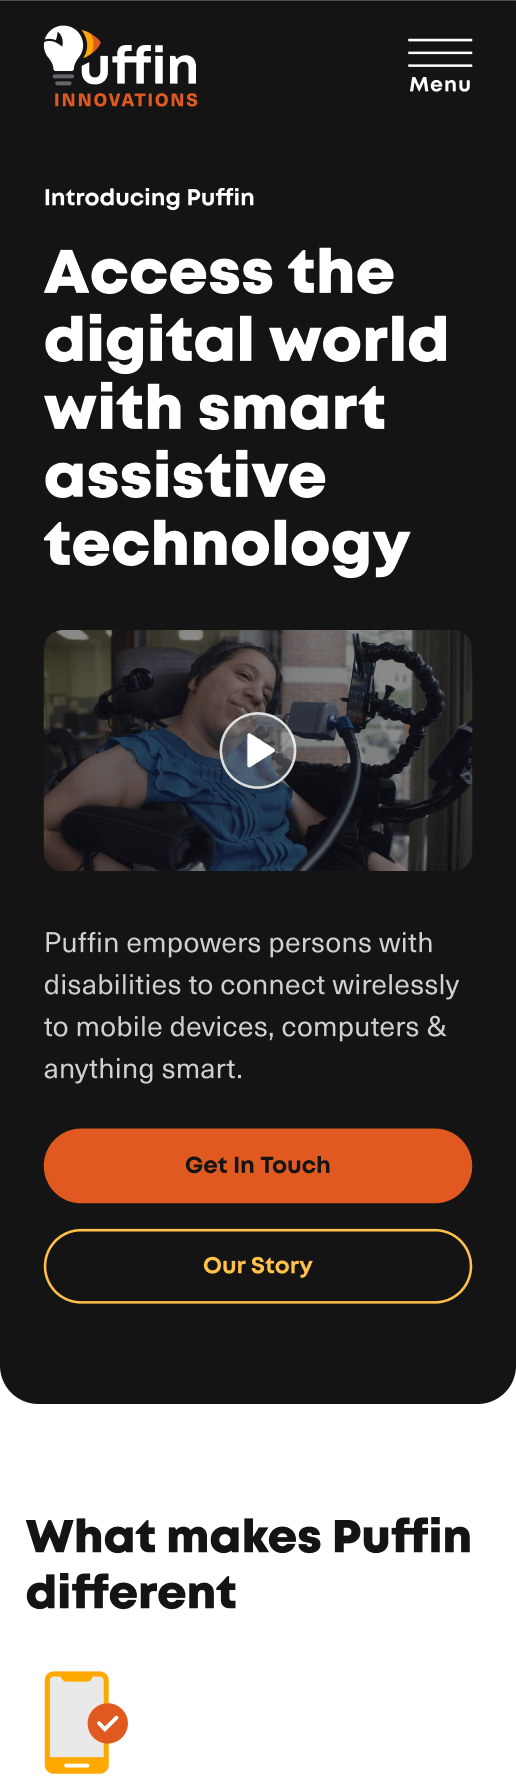 Puffin
INNOVATIONS
Menu
Introducing Puffin
Access the
digital world
with smart
assistive
technology
Puffin empowers persons with
disabilities to connect wirelessly
to mobile devices, computers &
anything smart.
Get In Touch
Our Story
What makes Puffin
different